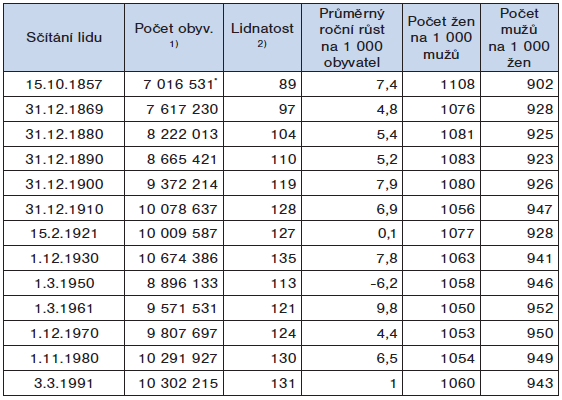 Sčítání lidu | Počet obyv. 1) | Lidnatost 2) | Průměrný roční růst na 1 000 obyvatel | Počet žen na 1 000 mužů | Počet mužů na 1 000 žen
15.10.1857 | 7 016 531* | 89 | 7,4 | 1108 | 902
31.12.1869 | 7 617 230 | 97 | 4,8 | 1076 | 928
31.12.1880 | 8 222 013 | 104 | 5,4 | 1081 | 925
31.12.1890 | 8 665 421 | 110 | 5,2 | 1083 | 923
31.12.1900 | 9 372 214 | 119 | 7,9 | 1080 | 926
31.12.1910 | 10 078 637 | 128 | 6,9 | 1056 | 947
15.2.1921 | 10 009 587 | 127 | 0,1 | 1077 | 928
1.12.1930 | 10 674 386 | 135 | 7,8 | 1063 | 941
1.3.1950 | 8 896 133 | 113 | -6,2 | 1058 | 946
1.3.1961 | 9 571 531 | 121 | 9,8 | 1050 | 952
1.12.1970 | 9 807 697 | 124 | 4,4 | 1053 | 950
1.11.1980 | 10 291 927 | 130 | 6,5 | 1054 | 949
3.3.1991 | 10 302 215 | 131 | 1 | 1060 | 943